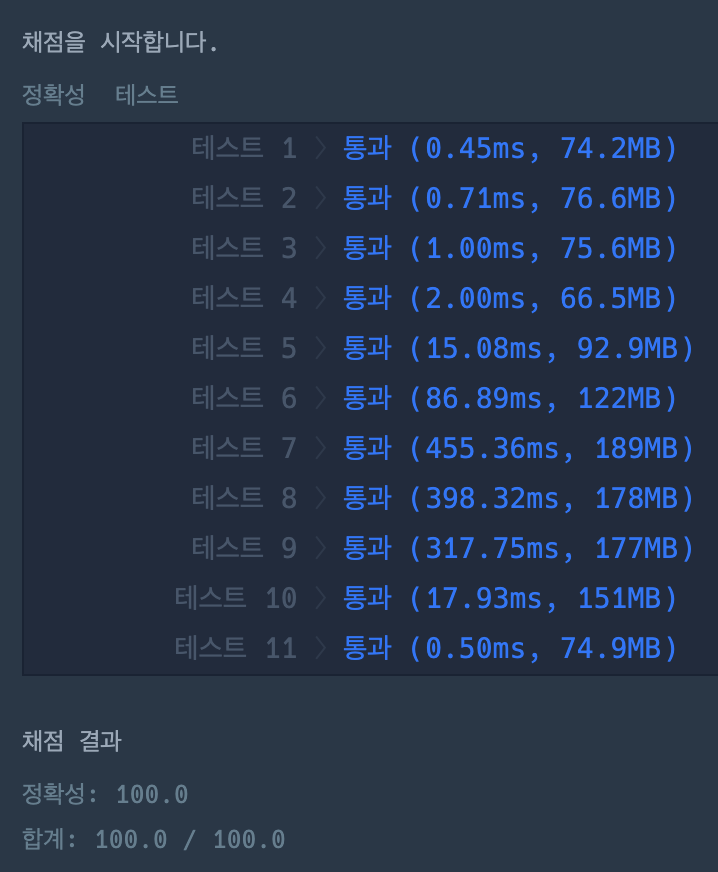 채점을 시작합니다.
정확성 테스트
테스트 1 〉 통과 (0.45ms, 74.2MB)
테스트 2 〉 통과 (0.71ms, 76.6MB)
테스트 3 〉 통과 (1.00ms, 75.6MB)
테스트 4 〉 통과 (2.00ms, 66.5MB)
테스트 5 〉 통과 (15.08ms, 92.9MB)
테스트 6 〉 통과 (86.89ms, 122MB)
테스트 7 〉 통과 (455.36ms, 189MB)
테스트 8 〉 통과 (398.32ms, 178MB)
테스트 9 〉 통과 (317.75ms, 177MB)
테스트 10 〉 통과 (17.93ms, 151MB)
테스트 11 〉 통과 (0.50ms, 74.9MB)
채점 결과
정확성: 100.0
합계: 100.0 / 100.0